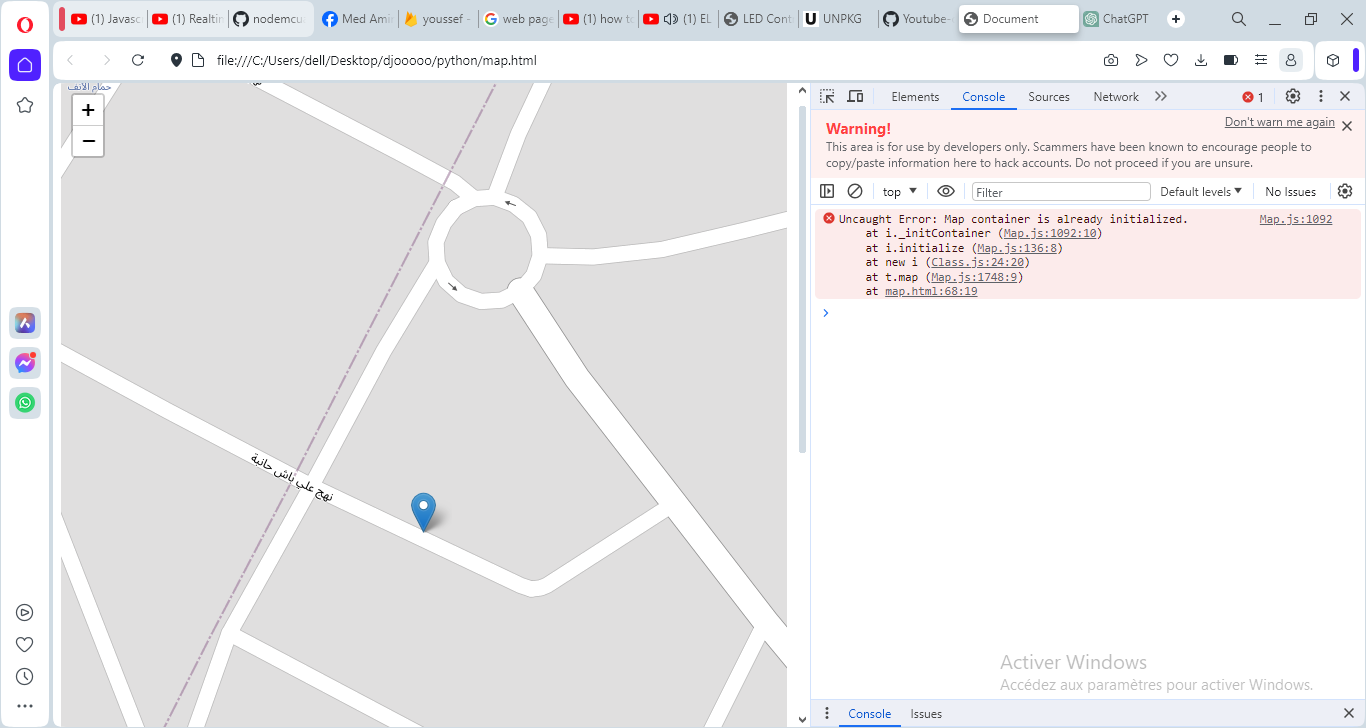 (1) Javasc
(1) Realtin
nodemcu
Med Ami
youssef -
web page
(1) how to
(1) EL
LED Cont
UNPKG
Youtube-
Document
ChatGPT
file:///C:/Users/dell/Desktop/djooooo/python/map.html
حمام الأنف
+
−
نهج علي باش حانبة
Elements
Console
Sources
Network
1
Warning!
Don't warn me again
This area is for use by developers only. Scammers have been known to encourage people to
copy/paste information here to hack accounts. Do not proceed if you are unsure.
top
Filter
Default levels
No Issues
Uncaught Error: Map container is already initialized. Map.js:1092
at i._initContainer (Map.js:1092:10)
at i.initialize (Map.js:136:8)
at new i (Class.js:24:20)
at t.map (Map.js:1748:9)
at map.html:68:19
Activer Windows
Accédez aux paramètres pour activer Windows.
Console
Issues